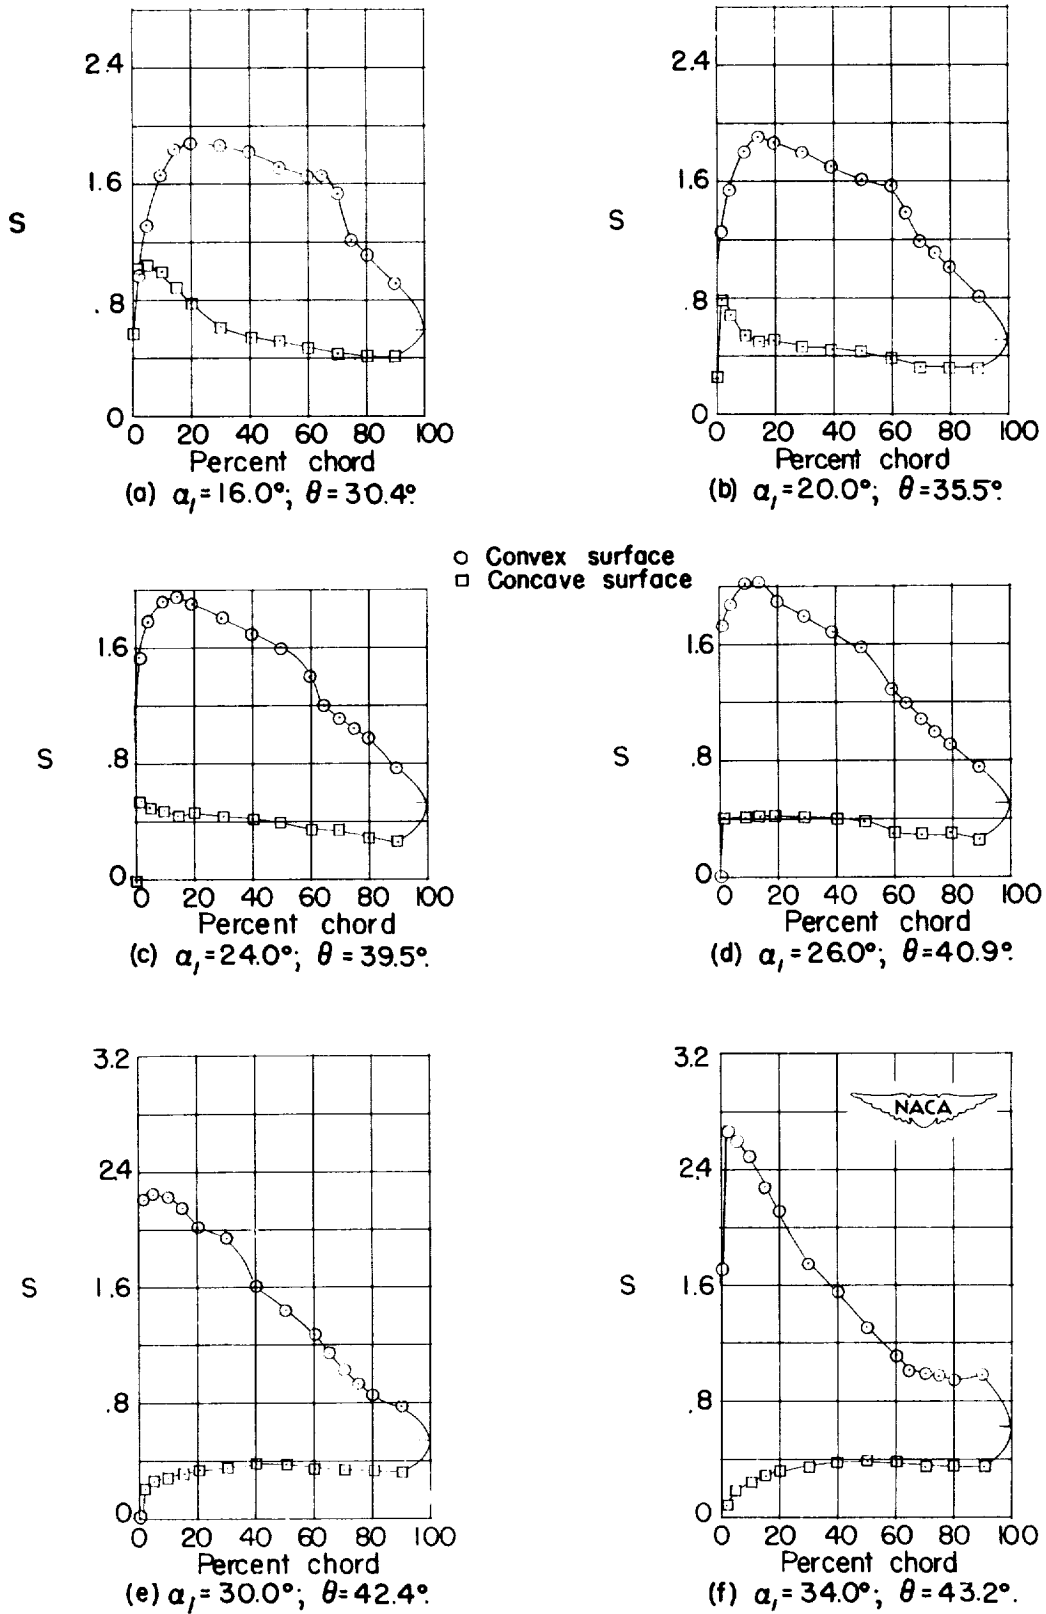 2.4
1.6
.8
0
S
0 20 40 60 80 100
Percent chord
(a) α₁=16.0°; θ=30.4°.
2.4
1.6
.8
0
S
0 20 40 60 80 100
Percent chord
(b) α₁=20.0°; θ=35.5°.
Convex surface
Concave surface
1.6
.8
0
S
0 20 40 60 80 100
Percent chord
(c) α₁=24.0°; θ=39.5°.
1.6
.8
0
S
0 20 40 60 80 100
Percent chord
(d) α₁=26.0°; θ=40.9°.
3.2
2.4
1.6
.8
0
S
0 20 40 60 80 100
Percent chord
(e) α₁=30.0°; θ=42.4°.
3.2
2.4
1.6
.8
0
S
NACA
0 20 40 60 80 100
Percent chord
(f) α₁=34.0°; θ=43.2°.